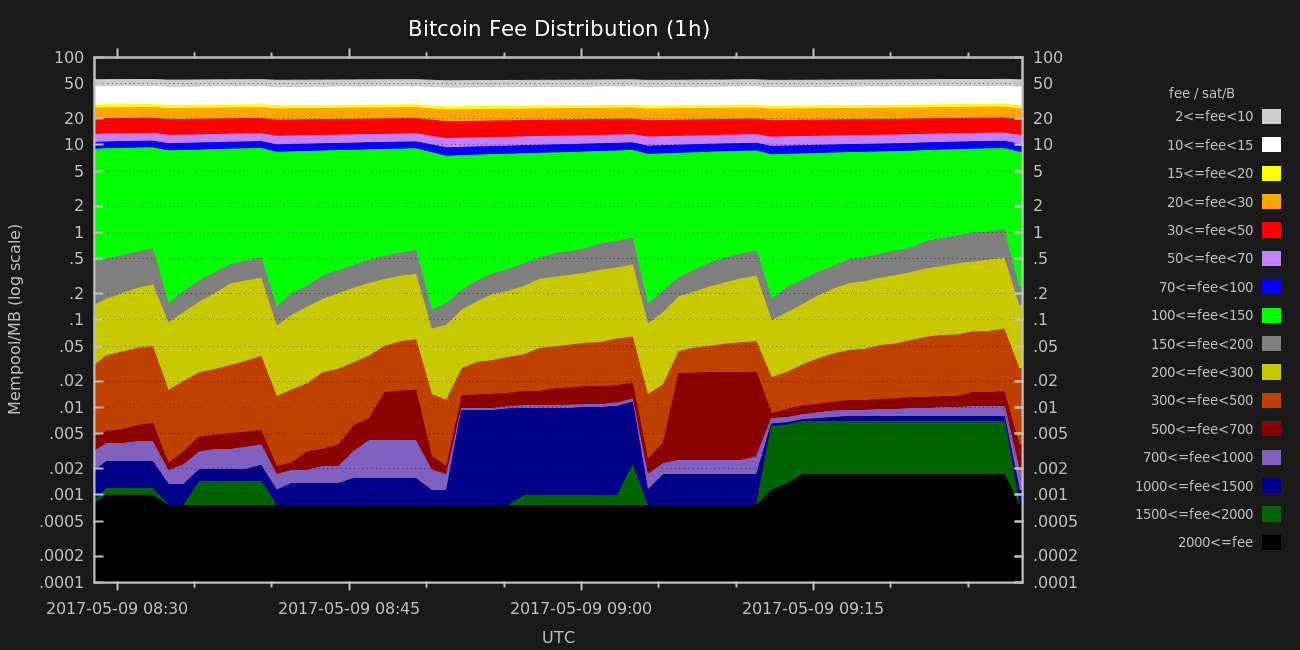 Bitcoin Fee Distribution (1h)
Mempool/MB (log scale)
100
50
20
10
5
2
1
.5
.2
.1
.05
.02
.01
.005
.002
.001
.0005
.0002
.0001
2017-05-09 08:30 2017-05-09 08:45 2017-05-09 09:00 2017-05-09 09:15
UTC
100
50
20
10
5
2
1
.5
.2
.1
.05
.02
.01
.005
.002
.001
.0005
.0002
.0001
fee / sat/B
2<=fee<10
10<=fee<15
15<=fee<20
20<=fee<30
30<=fee<50
50<=fee<70
70<=fee<100
100<=fee<150
150<=fee<200
200<=fee<300
300<=fee<500
500<=fee<700
700<=fee<1000
1000<=fee<1500
1500<=fee<2000
2000<=fee